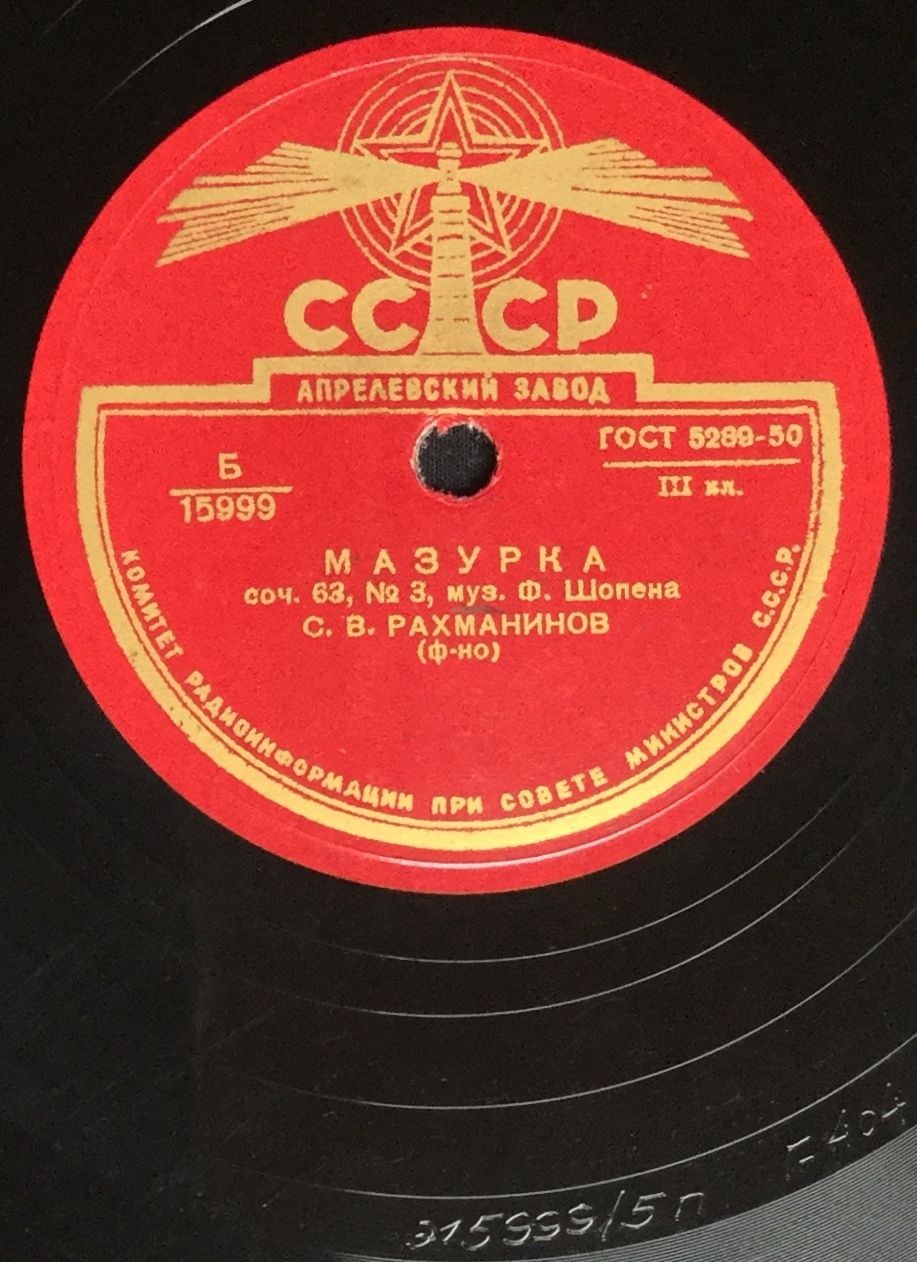 СССР
АПРЕЛЕВСКИЙ ЗАВОД
ГОСТ 5289-50
III кл.
Б
15999
МАЗУРКА
соч. 63, № 3, муз. Ф. Шопена
С. В. РАХМАНИНОВ
(ф-но)
КОМИТЕТ РАДИОИНФОРМАЦИИ ПРИ СОВЕТЕ МИНИСТРОВ С.С.С.Р.
15999/5п
404